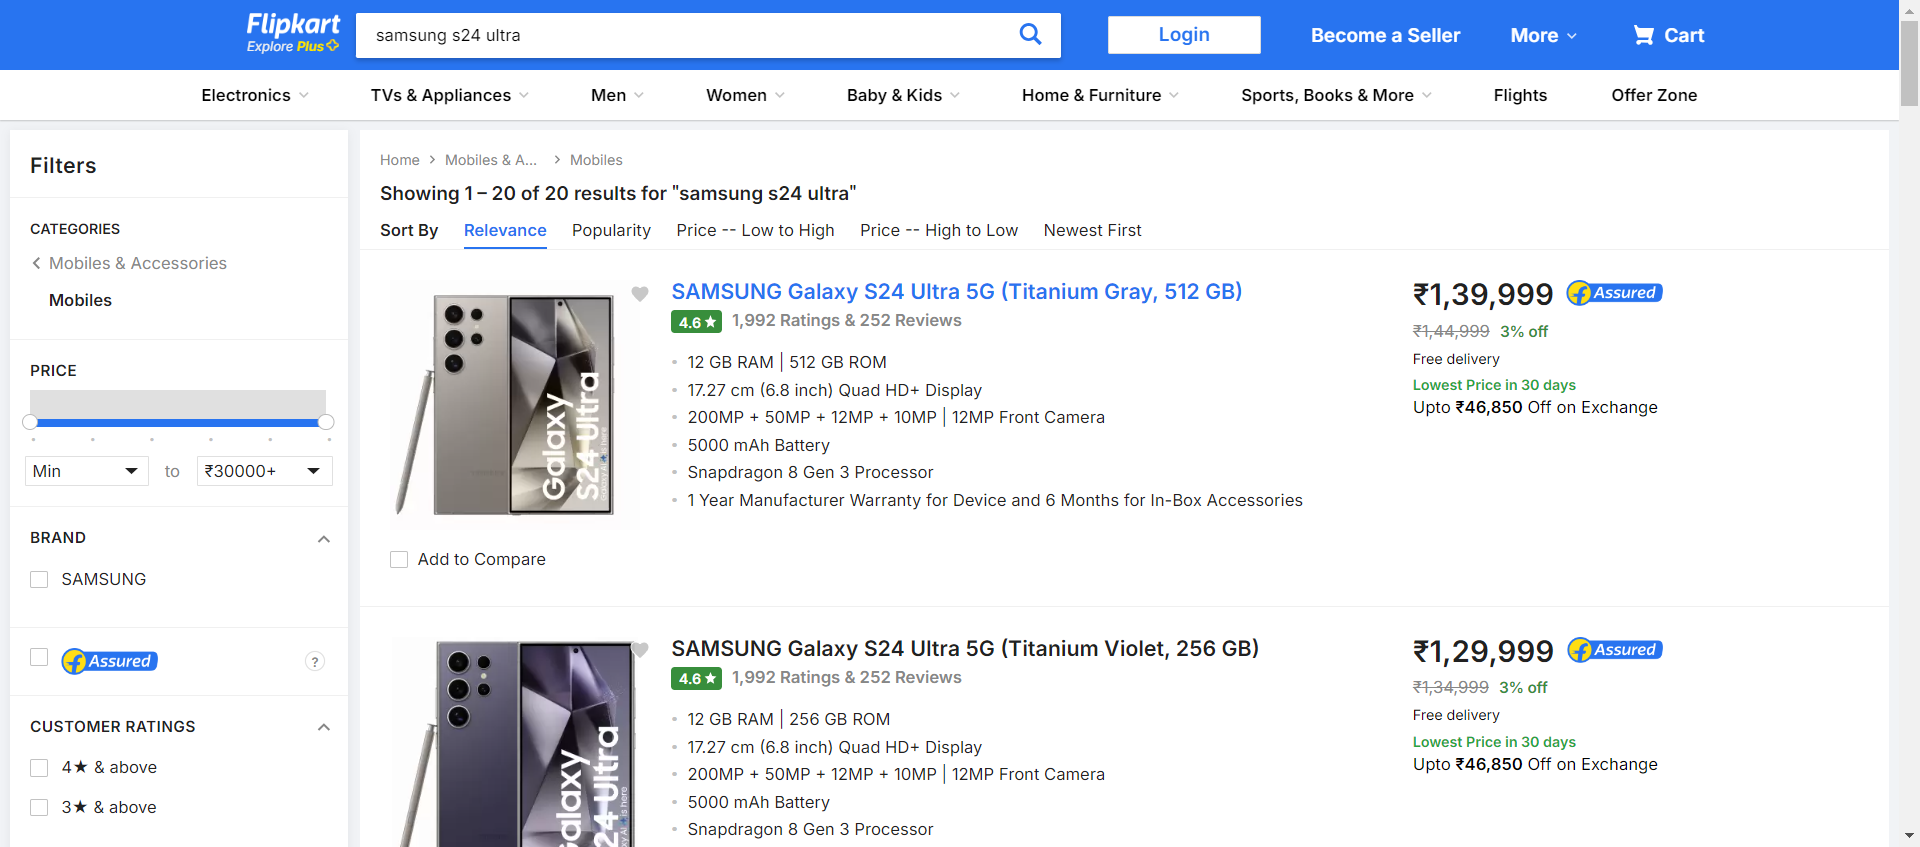 Flipkart
Explore Plus
samsung s24 ultra
Login
Become a Seller
More
Cart
Electronics
TVs & Appliances
Men
Women
Baby & Kids
Home & Furniture
Sports, Books & More
Flights
Offer Zone
Filters
CATEGORIES
Mobiles & Accessories
Mobiles
PRICE
Min
to
₹30000+
BRAND
SAMSUNG
Assured
?
CUSTOMER RATINGS
4★ & above
3★ & above
Home
Mobiles & A...
Mobiles
Showing 1 – 20 of 20 results for "samsung s24 ultra"
Sort By
Relevance
Popularity
Price -- Low to High
Price -- High to Low
Newest First
Galaxy
S24 Ultra
Add to Compare
SAMSUNG Galaxy S24 Ultra 5G (Titanium Gray, 512 GB)
4.6★
1,992 Ratings & 252 Reviews
12 GB RAM | 512 GB ROM
17.27 cm (6.8 inch) Quad HD+ Display
200MP + 50MP + 12MP + 10MP | 12MP Front Camera
5000 mAh Battery
Snapdragon 8 Gen 3 Processor
1 Year Manufacturer Warranty for Device and 6 Months for In-Box Accessories
₹1,39,999
Assured
₹1,44,999 3% off
Free delivery
Lowest Price in 30 days
Upto ₹46,850 Off on Exchange
Galaxy
S24 Ultra
SAMSUNG Galaxy S24 Ultra 5G (Titanium Violet, 256 GB)
4.6★
1,992 Ratings & 252 Reviews
12 GB RAM | 256 GB ROM
17.27 cm (6.8 inch) Quad HD+ Display
200MP + 50MP + 12MP + 10MP | 12MP Front Camera
5000 mAh Battery
Snapdragon 8 Gen 3 Processor
₹1,29,999
Assured
₹1,34,999 3% off
Free delivery
Lowest Price in 30 days
Upto ₹46,850 Off on Exchange